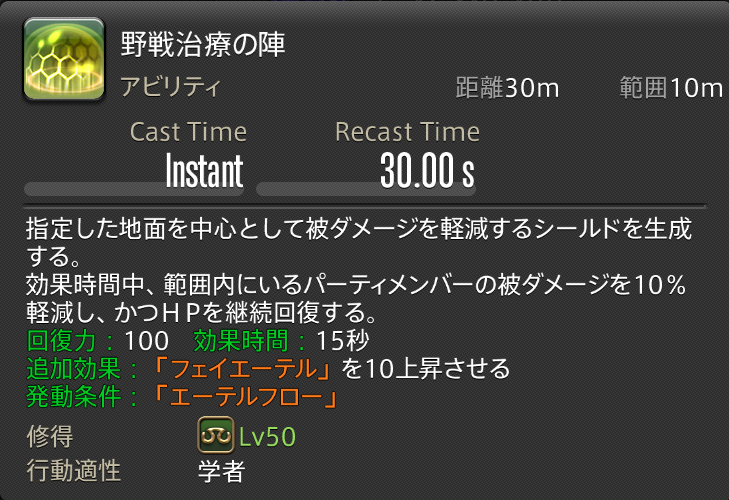 野戦治療の陣
アビリティ 距離30m 範囲10m
Cast Time Recast Time
Instant 30.00 s
指定した地面を中心として被ダメージを軽減するシールドを生成
する。
効果時間中、範囲内にいるパーティメンバーの被ダメージを10%
軽減し、かつHPを継続回復する。
回復力:100 効果時間:15秒
追加効果:「フェイエーテル」を10上昇させる
発動条件:「エーテルフロー」
修得 Lv50
行動適性 学者